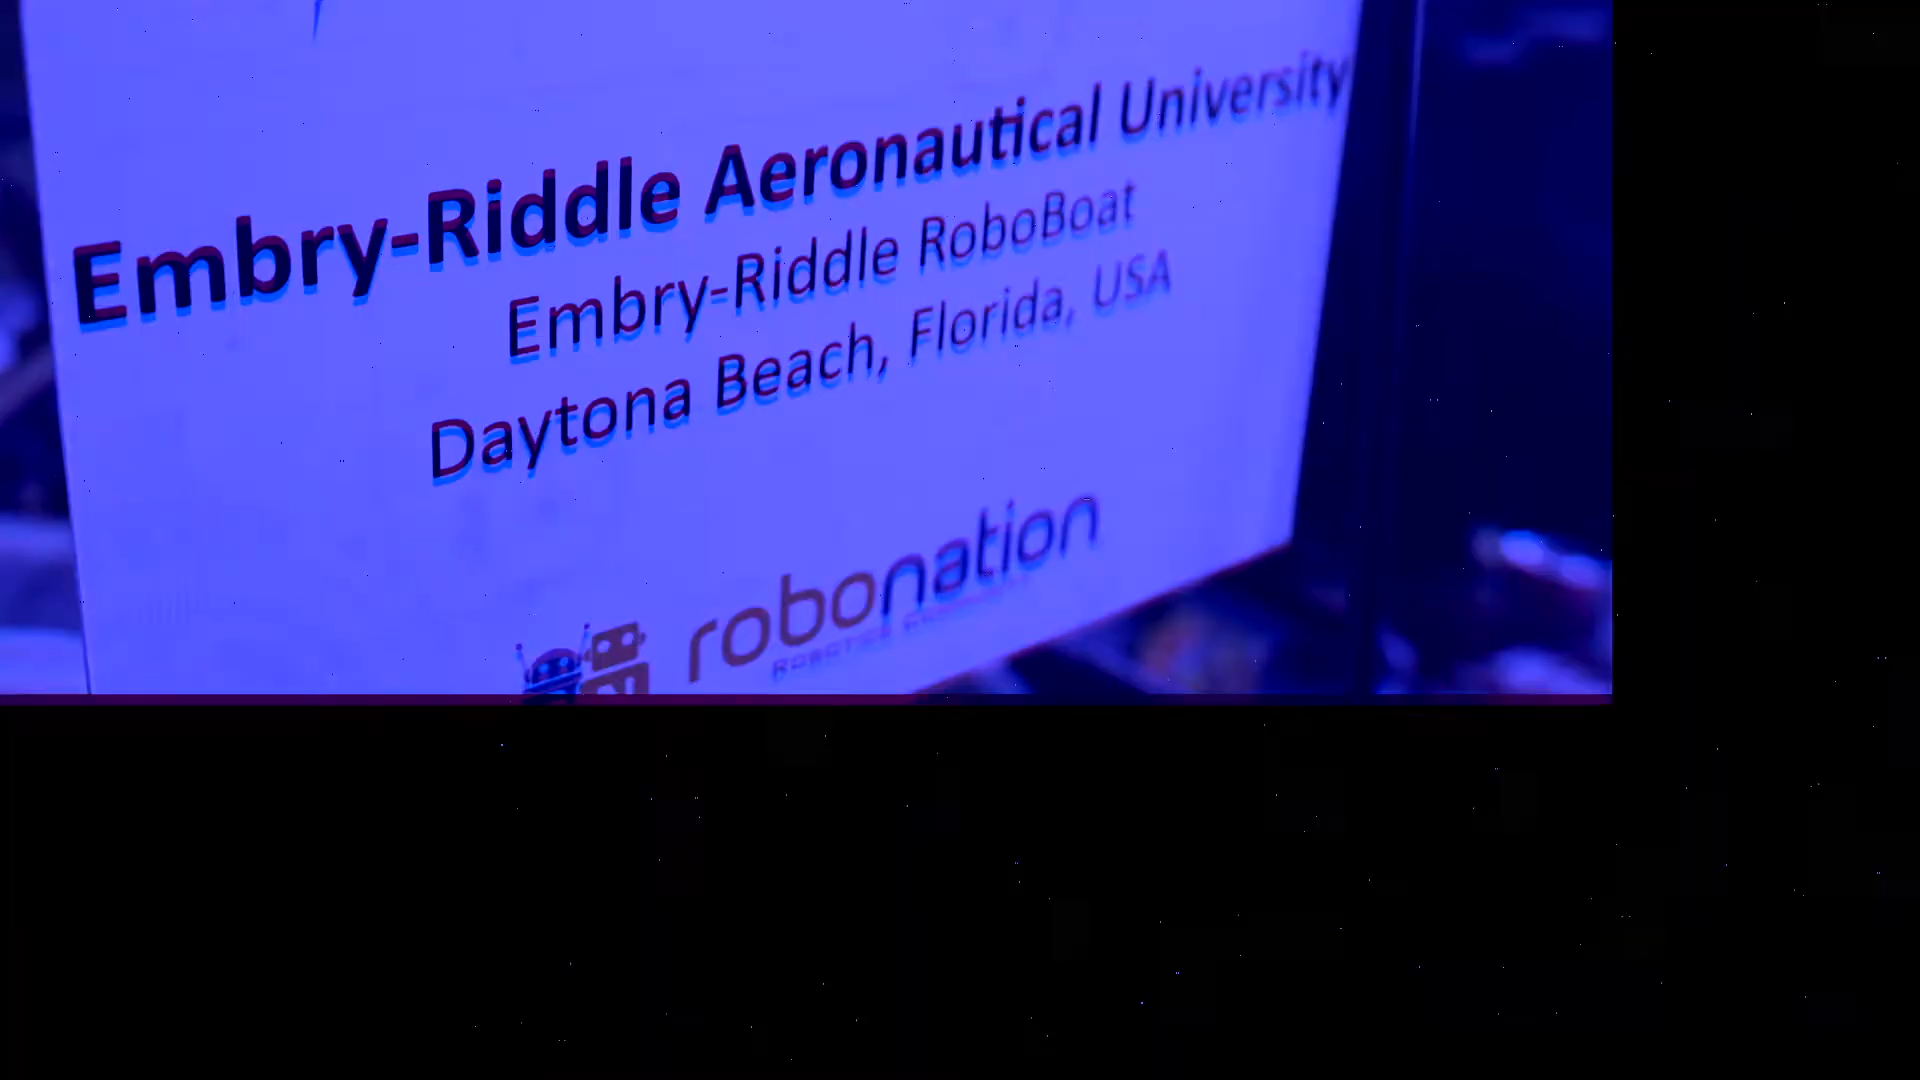 Embry-Riddle Aeronautical University
Embry-Riddle RoboBoat
Daytona Beach, Florida, USA
robonation